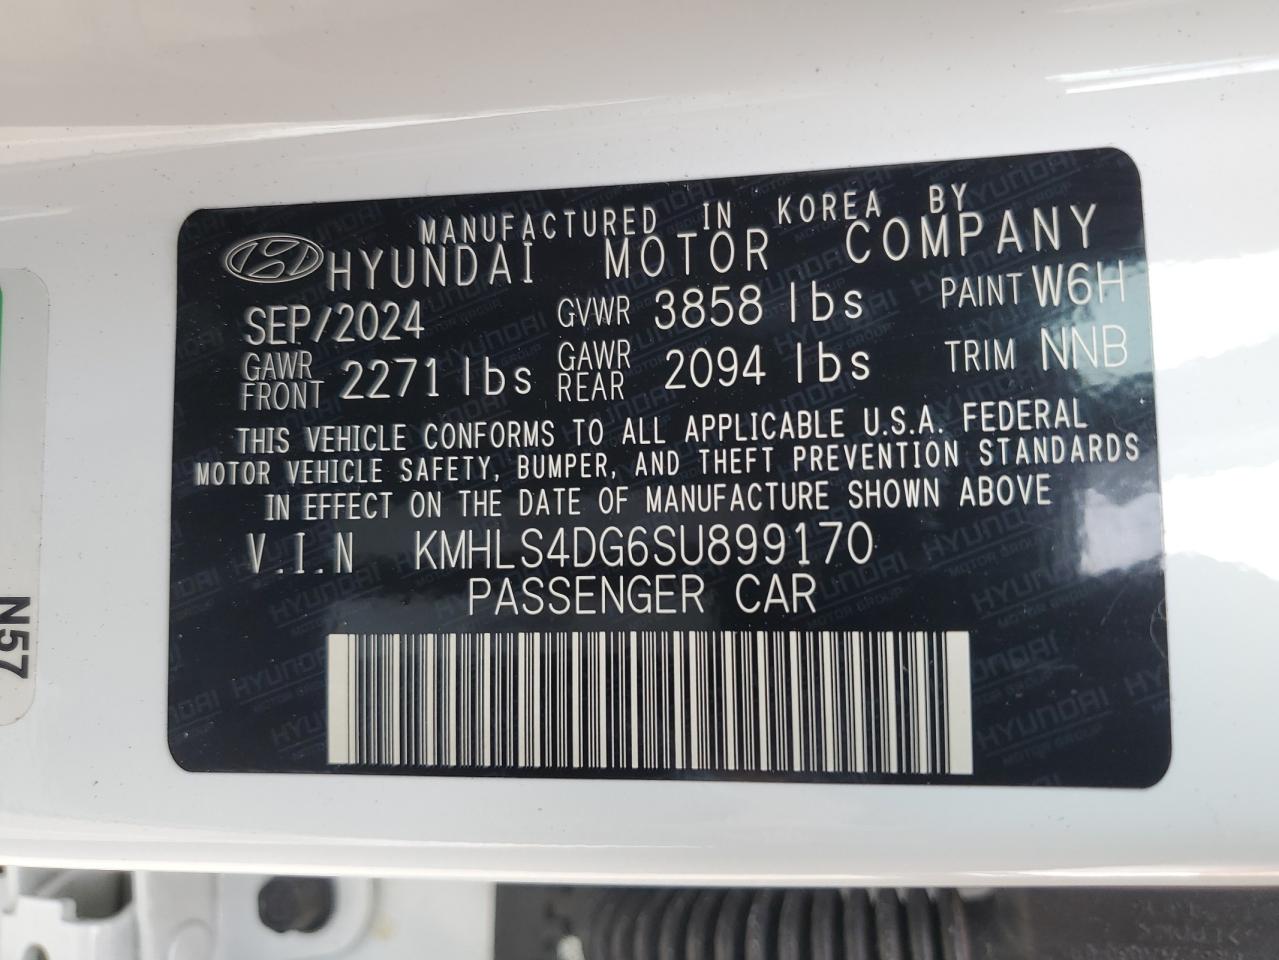 MANUFACTURED IN KOREA BY
HYUNDAI MOTOR COMPANY
SEP/2024 GVWR 3858 lbs PAINT W6H
GAWR FRONT 2271 lbs GAWR REAR 2094 lbs TRIM NNB
THIS VEHICLE CONFORMS TO ALL APPLICABLE U.S.A. FEDERAL
MOTOR VEHICLE SAFETY, BUMPER, AND THEFT PREVENTION STANDARDS
IN EFFECT ON THE DATE OF MANUFACTURE SHOWN ABOVE
V.I.N KMHLS4DG6SU899170
PASSENGER CAR
N57